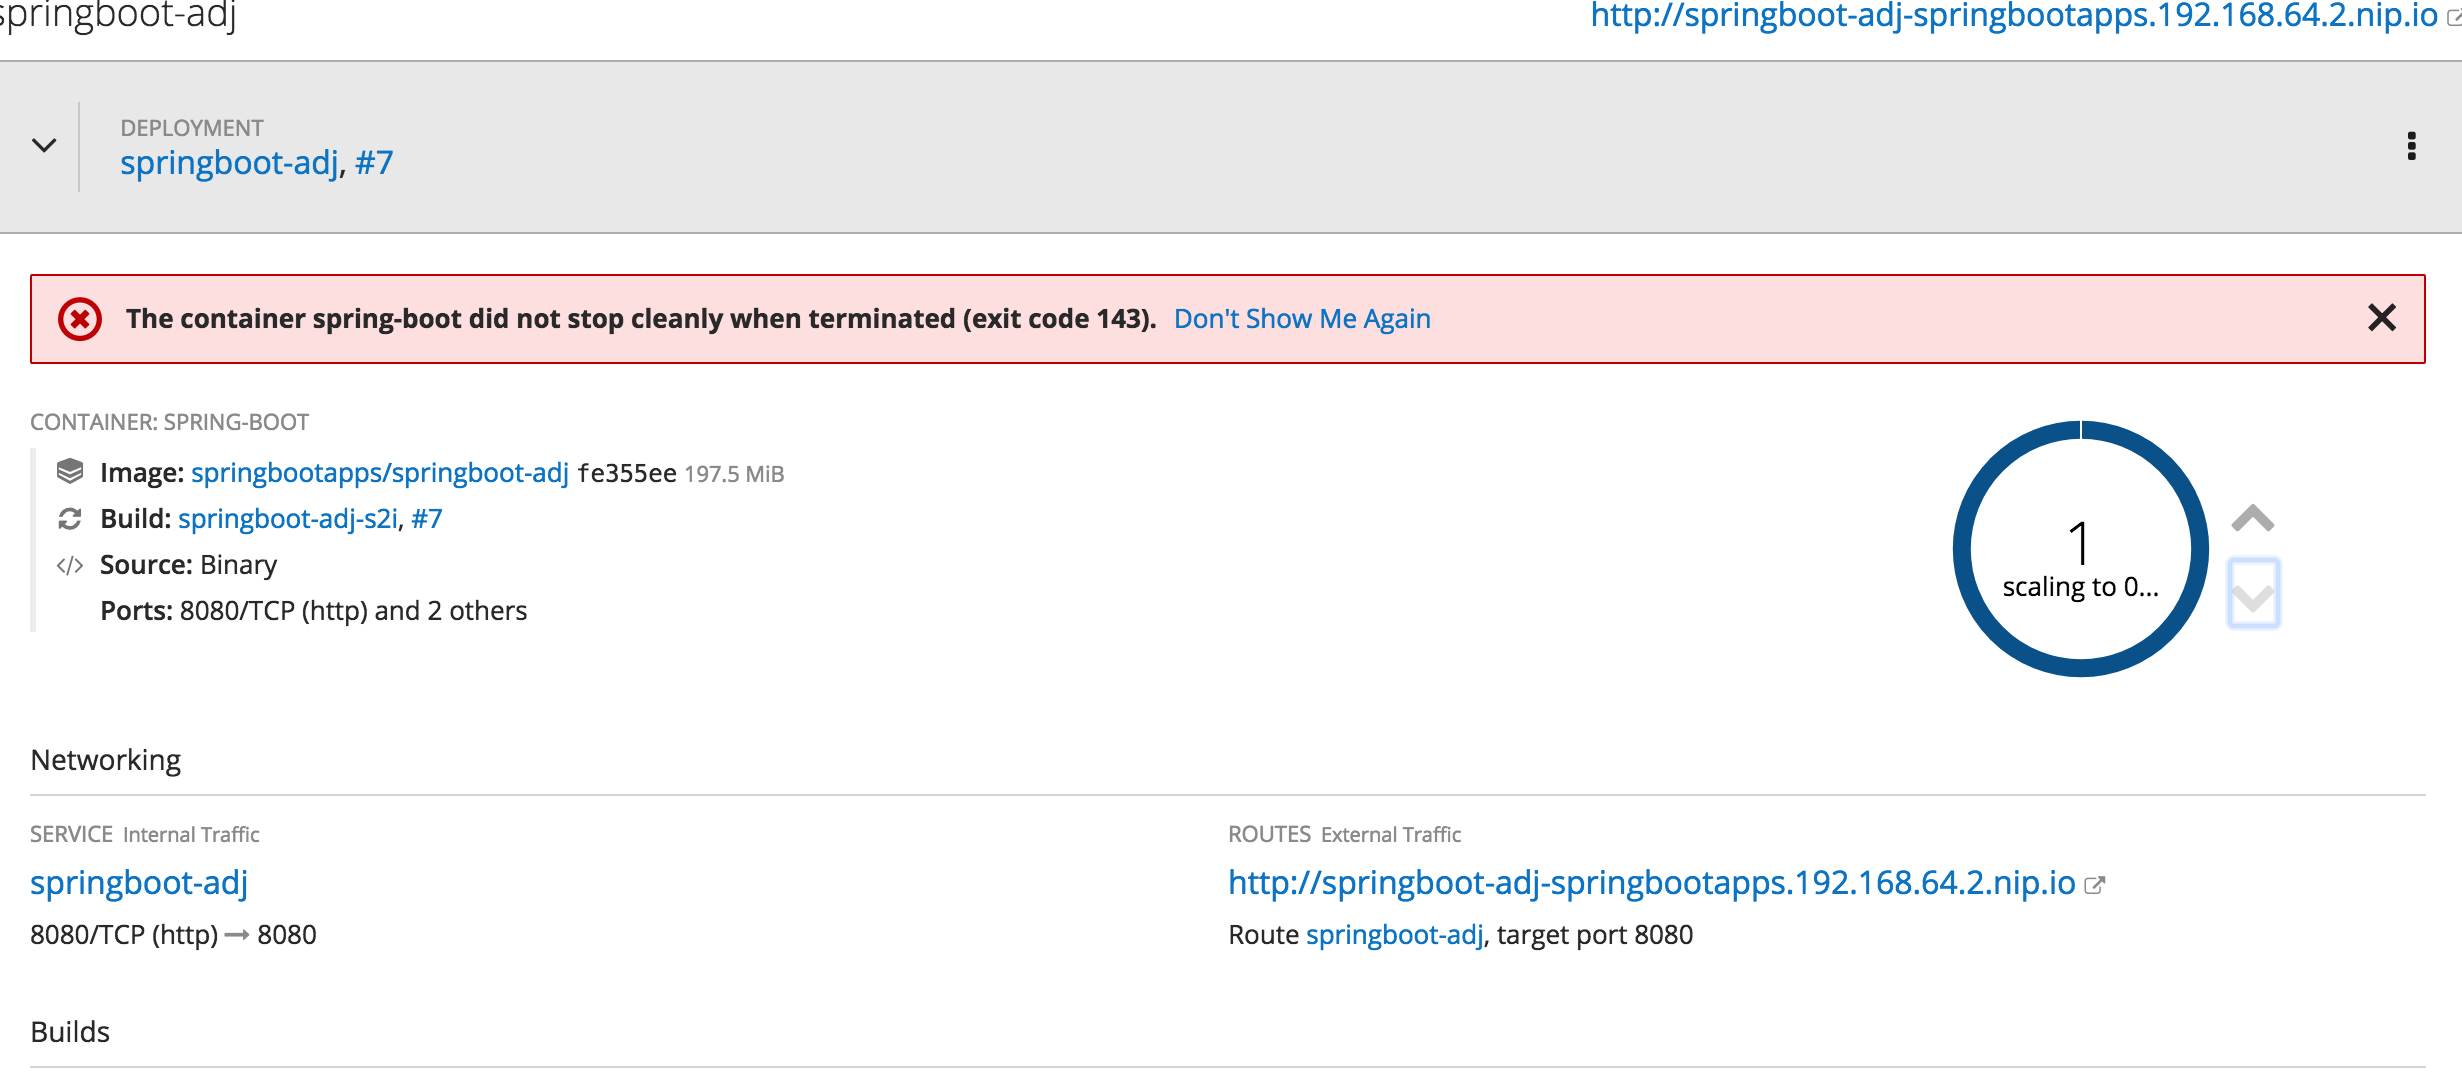 springboot-adj
http://springboot-adj-springbootapps.192.168.64.2.nip.io
DEPLOYMENT
springboot-adj, #7
The container spring-boot did not stop cleanly when terminated (exit code 143). Don't Show Me Again
CONTAINER: SPRING-BOOT
Image: springbootapps/springboot-adj fe355ee 197.5 MiB
Build: springboot-adj-s2i, #7
Source: Binary
Ports: 8080/TCP (http) and 2 others
1
scaling to 0...
Networking
SERVICE Internal Traffic
springboot-adj
8080/TCP (http) → 8080
ROUTES External Traffic
http://springboot-adj-springbootapps.192.168.64.2.nip.io
Route springboot-adj, target port 8080
Builds